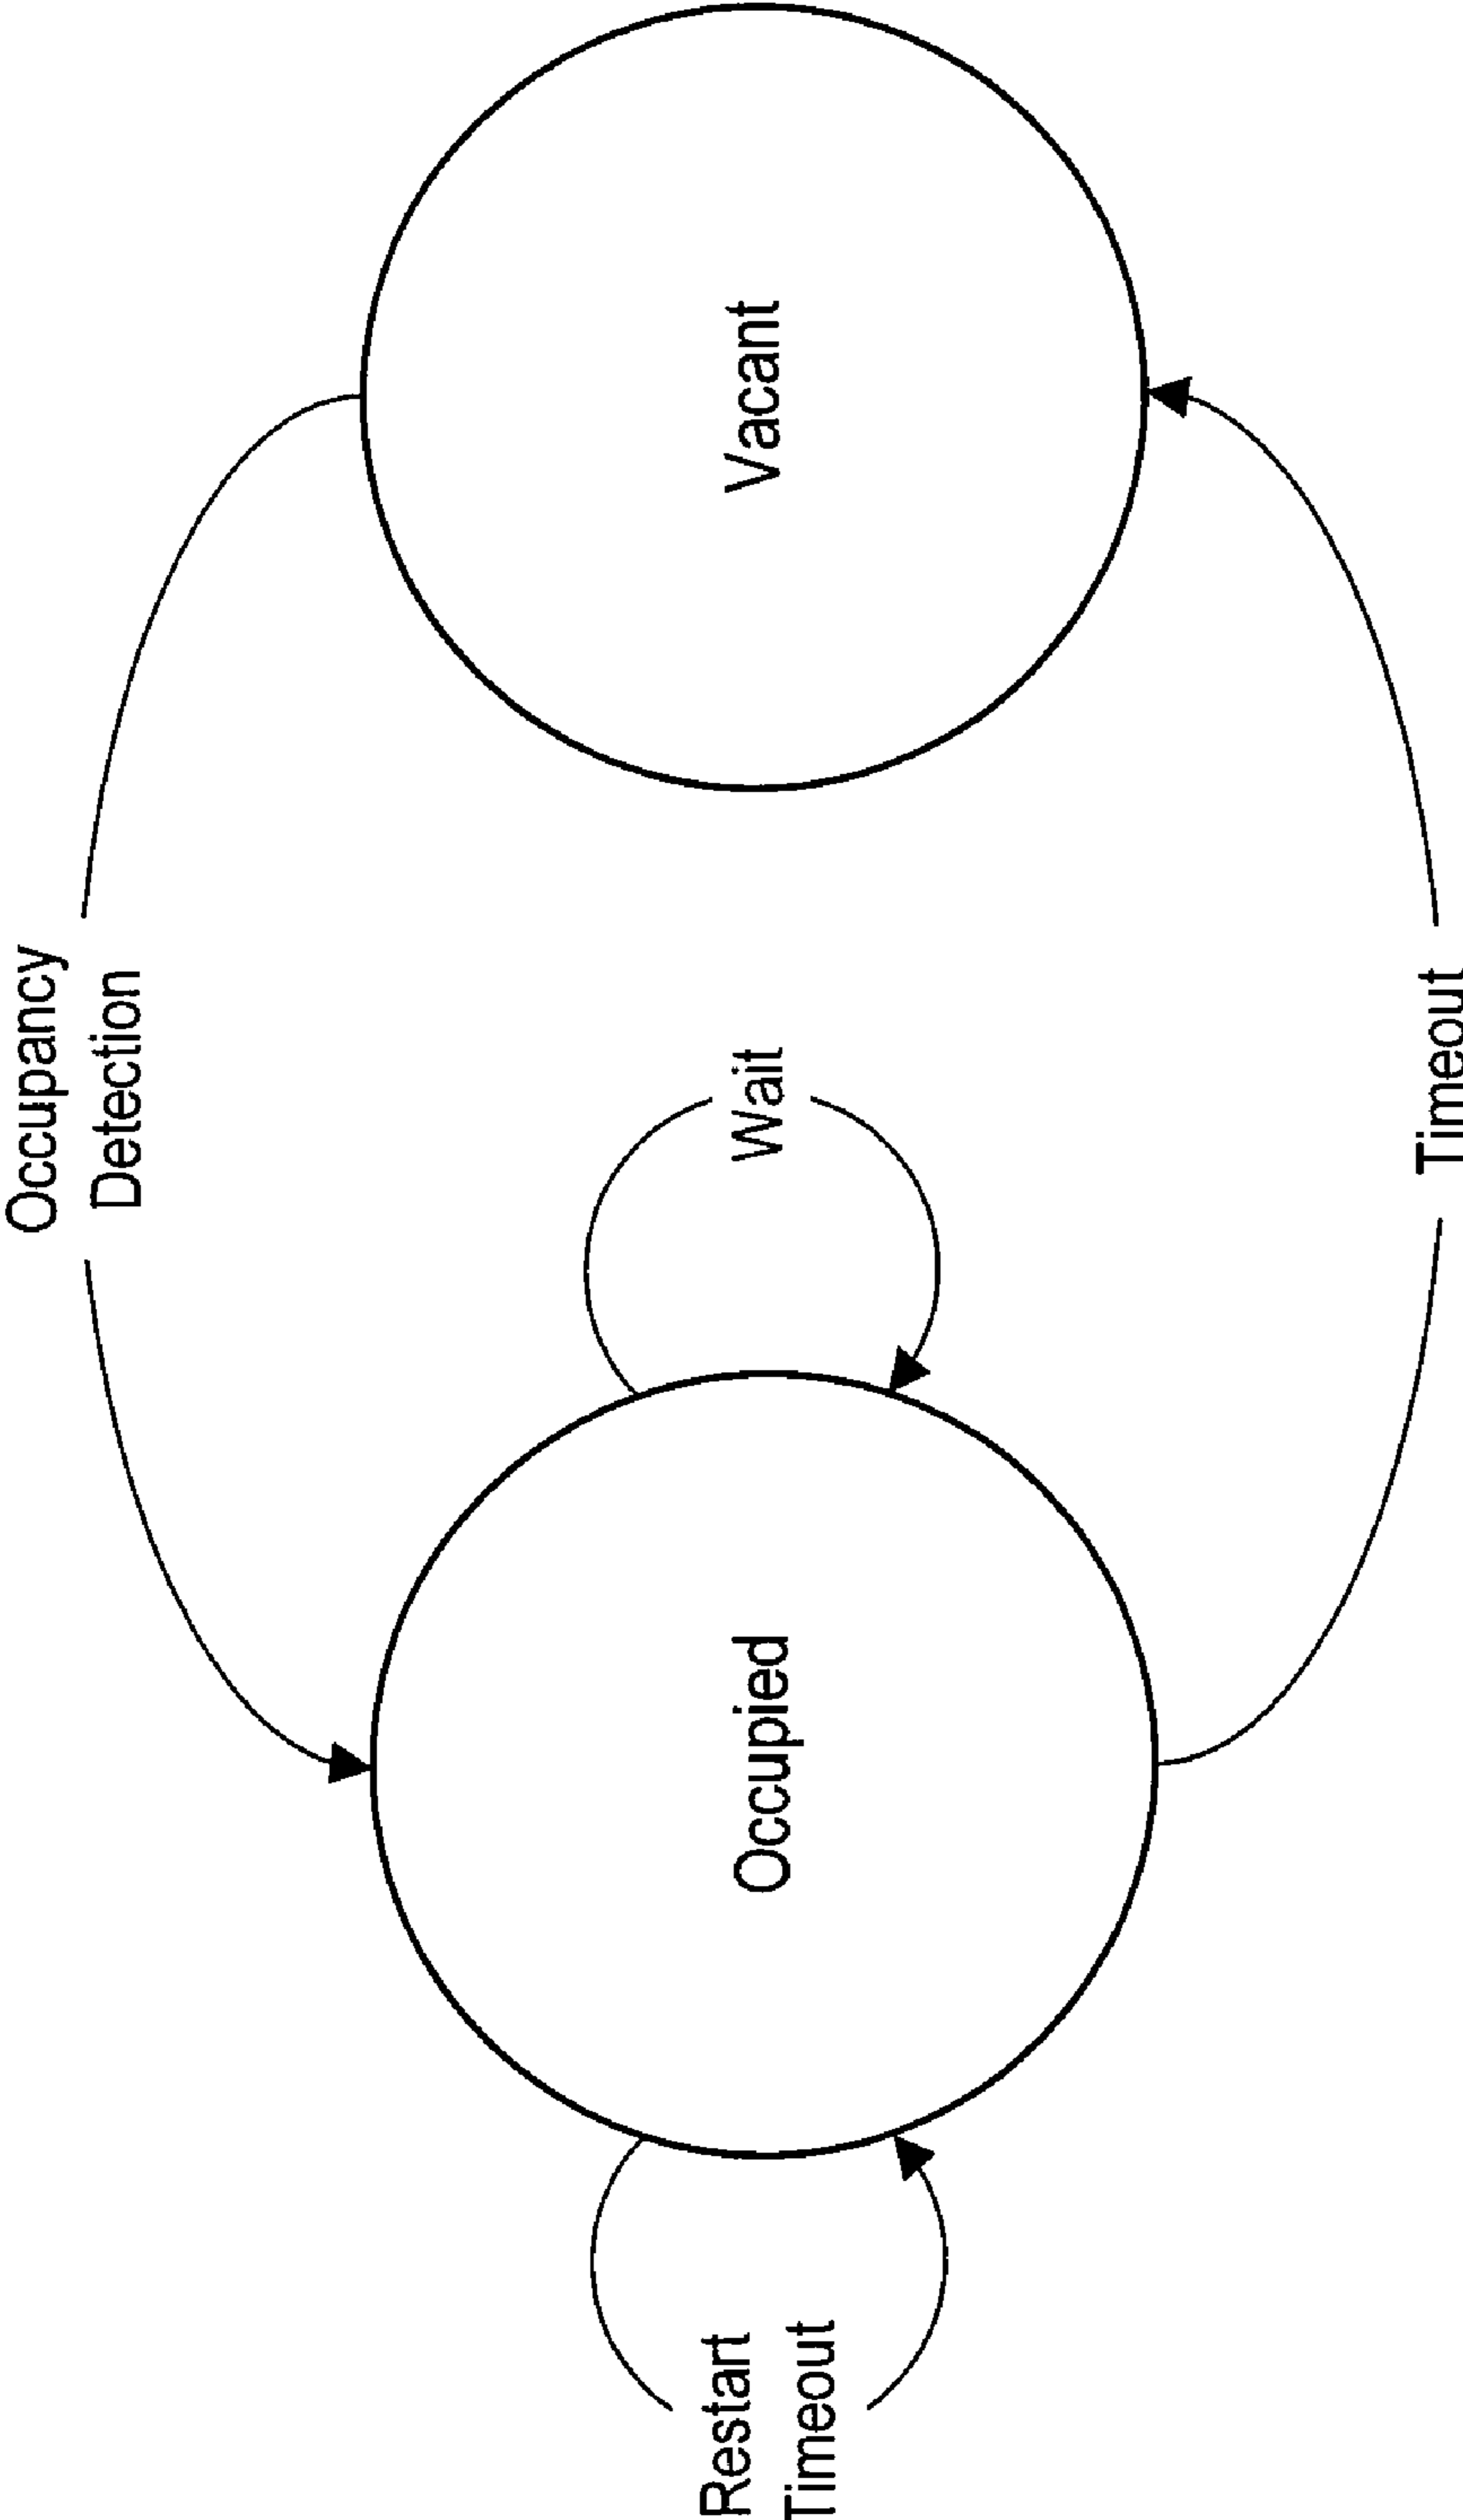 Occupancy
Detection
Restart
Timeout
Occupied
Wait
Vacant
Timeout